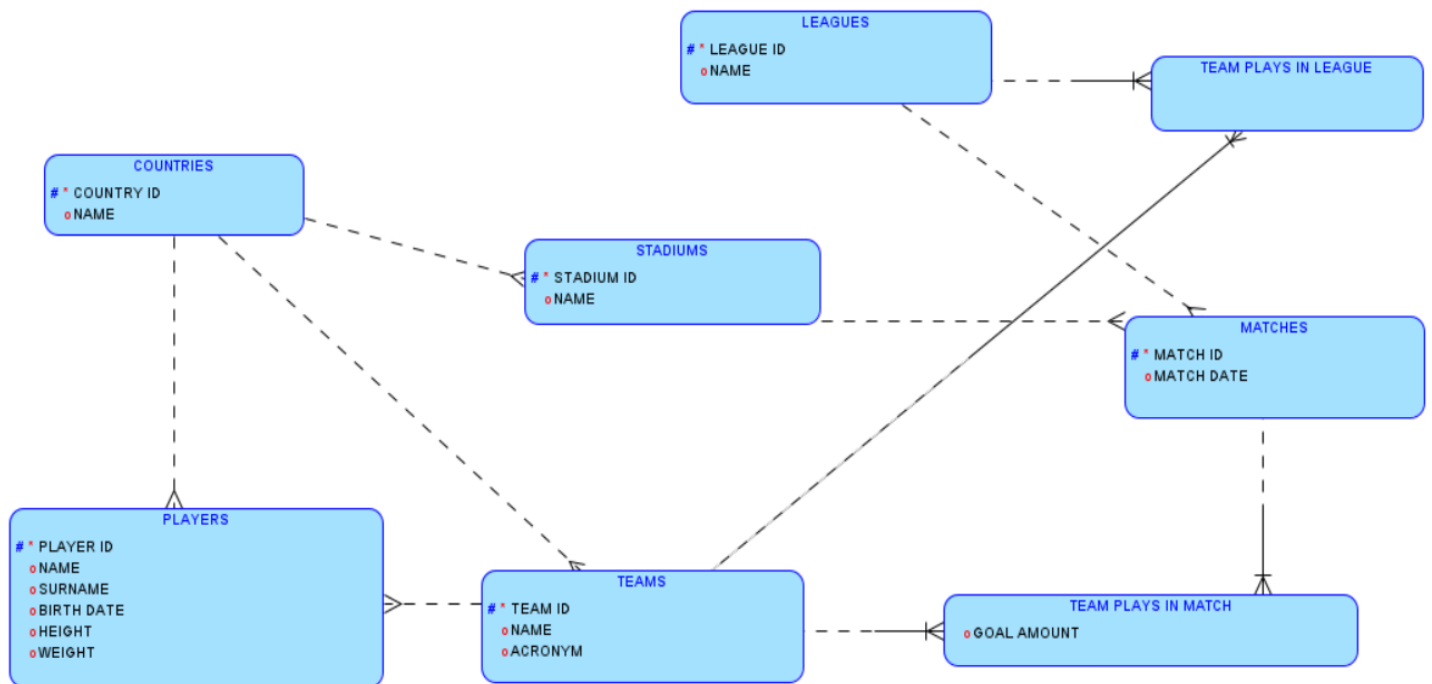 LEAGUES
# * LEAGUE ID
o NAME
TEAM PLAYS IN LEAGUE
COUNTRIES
# * COUNTRY ID
o NAME
STADIUMS
# * STADIUM ID
o NAME
MATCHES
# * MATCH ID
o MATCH DATE
PLAYERS
# * PLAYER ID
o NAME
o SURNAME
o BIRTH DATE
o HEIGHT
o WEIGHT
TEAMS
# * TEAM ID
o NAME
o ACRONYM
TEAM PLAYS IN MATCH
o GOAL AMOUNT